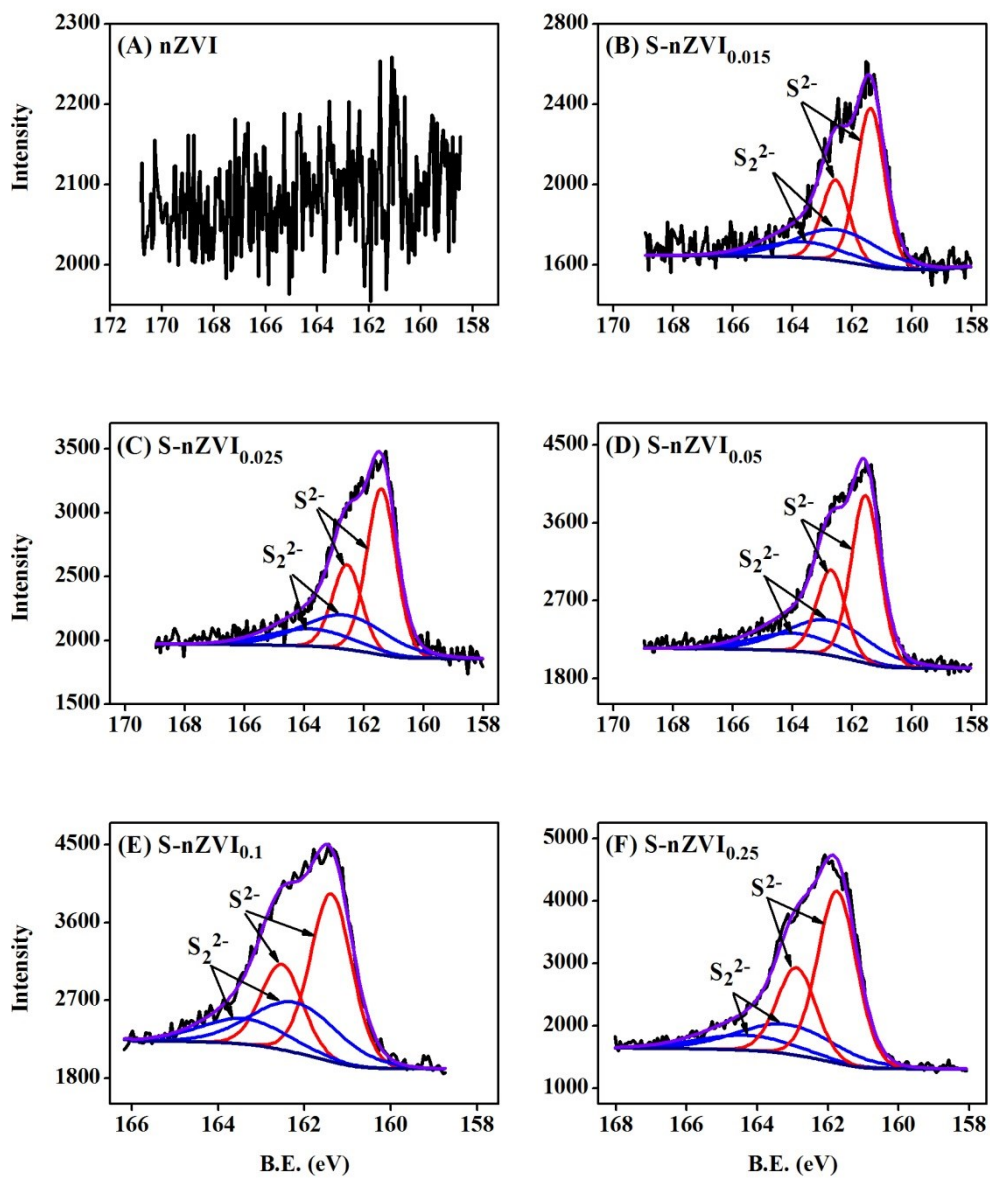 (A) nZVI
Intensity
2300
2200
2100
2000
172 170 168 166 165 163 161 160 158
(B) S-nZVI0.015
S2-
S22-
2800
2400
2000
1600
170 168 166 164 162 160 158
(C) S-nZVI0.025
S2-
S22-
Intensity
3500
3000
2500
2000
1500
170 168 166 164 162 160 158
(D) S-nZVI0.05
S2-
S22-
4500
3600
2700
1800
170 168 166 164 162 160 158
(E) S-nZVI0.1
S2-
S22-
Intensity
4500
3600
2700
1800
166 164 162 160 158
B.E. (eV)
(F) S-nZVI0.25
S2-
S22-
5000
4000
3000
2000
1000
168 166 164 162 160 158
B.E. (eV)